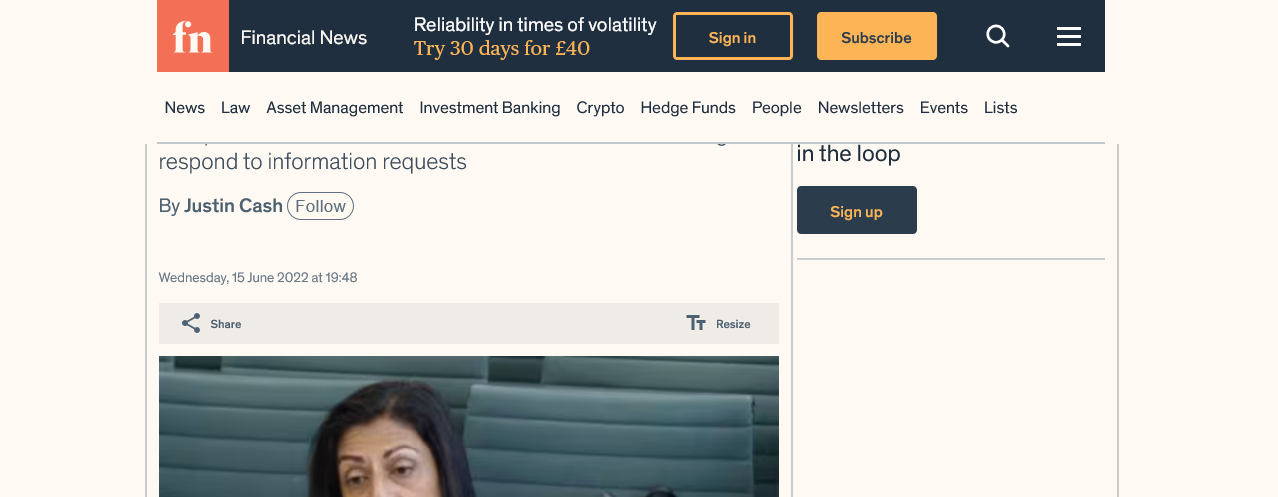 fn
Financial News
Reliability in times of volatility
Try 30 days for £40
Sign in
Subscribe
News Law Asset Management Investment Banking Crypto Hedge Funds People Newsletters Events Lists
respond to information requests
By Justin Cash Follow
Wednesday, 15 June 2022 at 19:48
Share
Resize
in the loop
Sign up